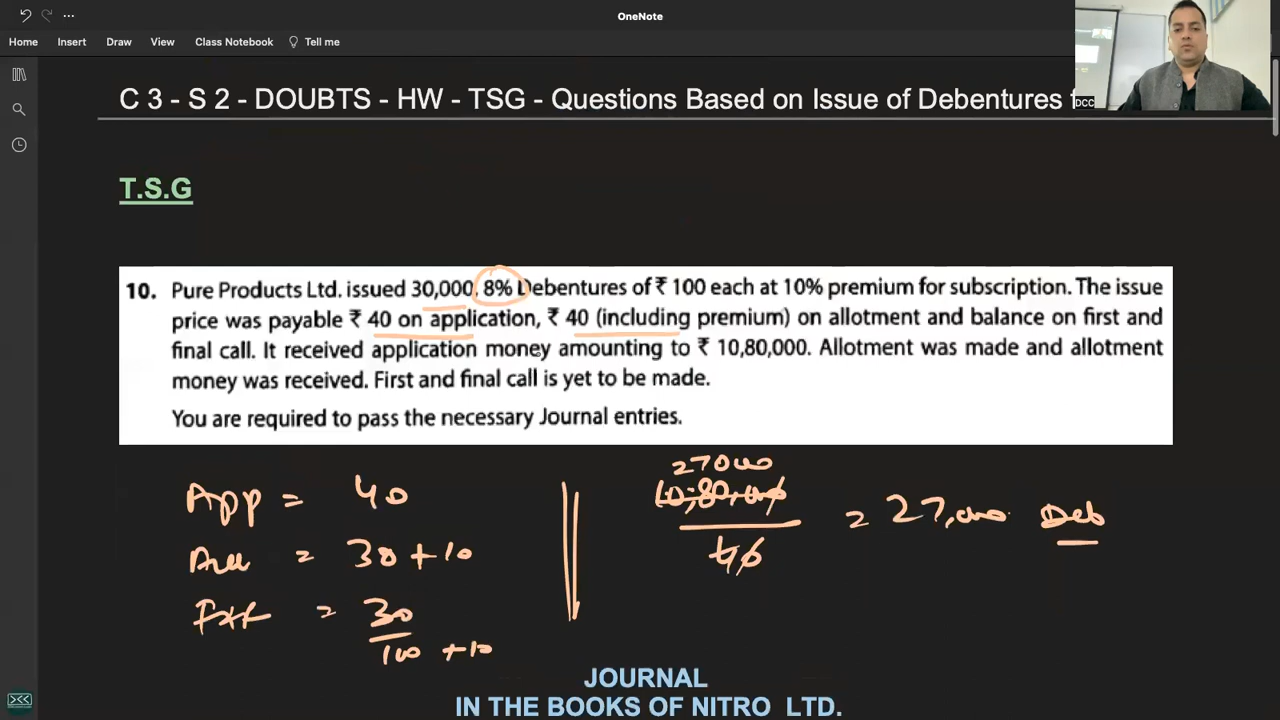 OneNote
Home Insert Draw View Class Notebook Tell me
DCC
C 3 - S 2 - DOUBTS - HW - TSG - Questions Based on Issue of Debentures f
T.S.G
10. Pure Products Ltd. issued 30,000, 8% Debentures of ₹ 100 each at 10% premium for subscription. The issue
price was payable ₹ 40 on application, ₹ 40 (including premium) on allotment and balance on first and
final call. It received application money amounting to ₹ 10,80,000. Allotment was made and allotment
money was received. First and final call is yet to be made.
You are required to pass the necessary Journal entries.
App = 40
All = 30 + 10
F&F = 30
100 + 10
27000
10,80,000
40
= 27,000 Deb
JOURNAL
IN THE BOOKS OF NITRO LTD.